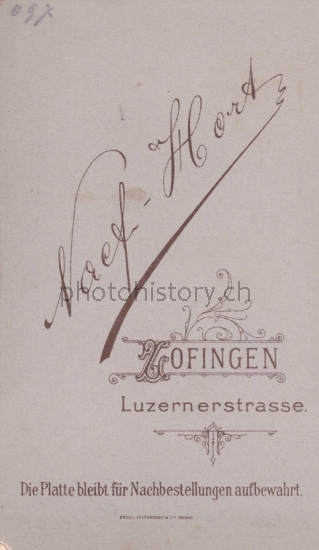 097
Naef-Hort
photohistory.ch
ZOFINGEN
Luzernerstrasse.
Die Platte bleibt für Nachbestellungen aufbewahrt.